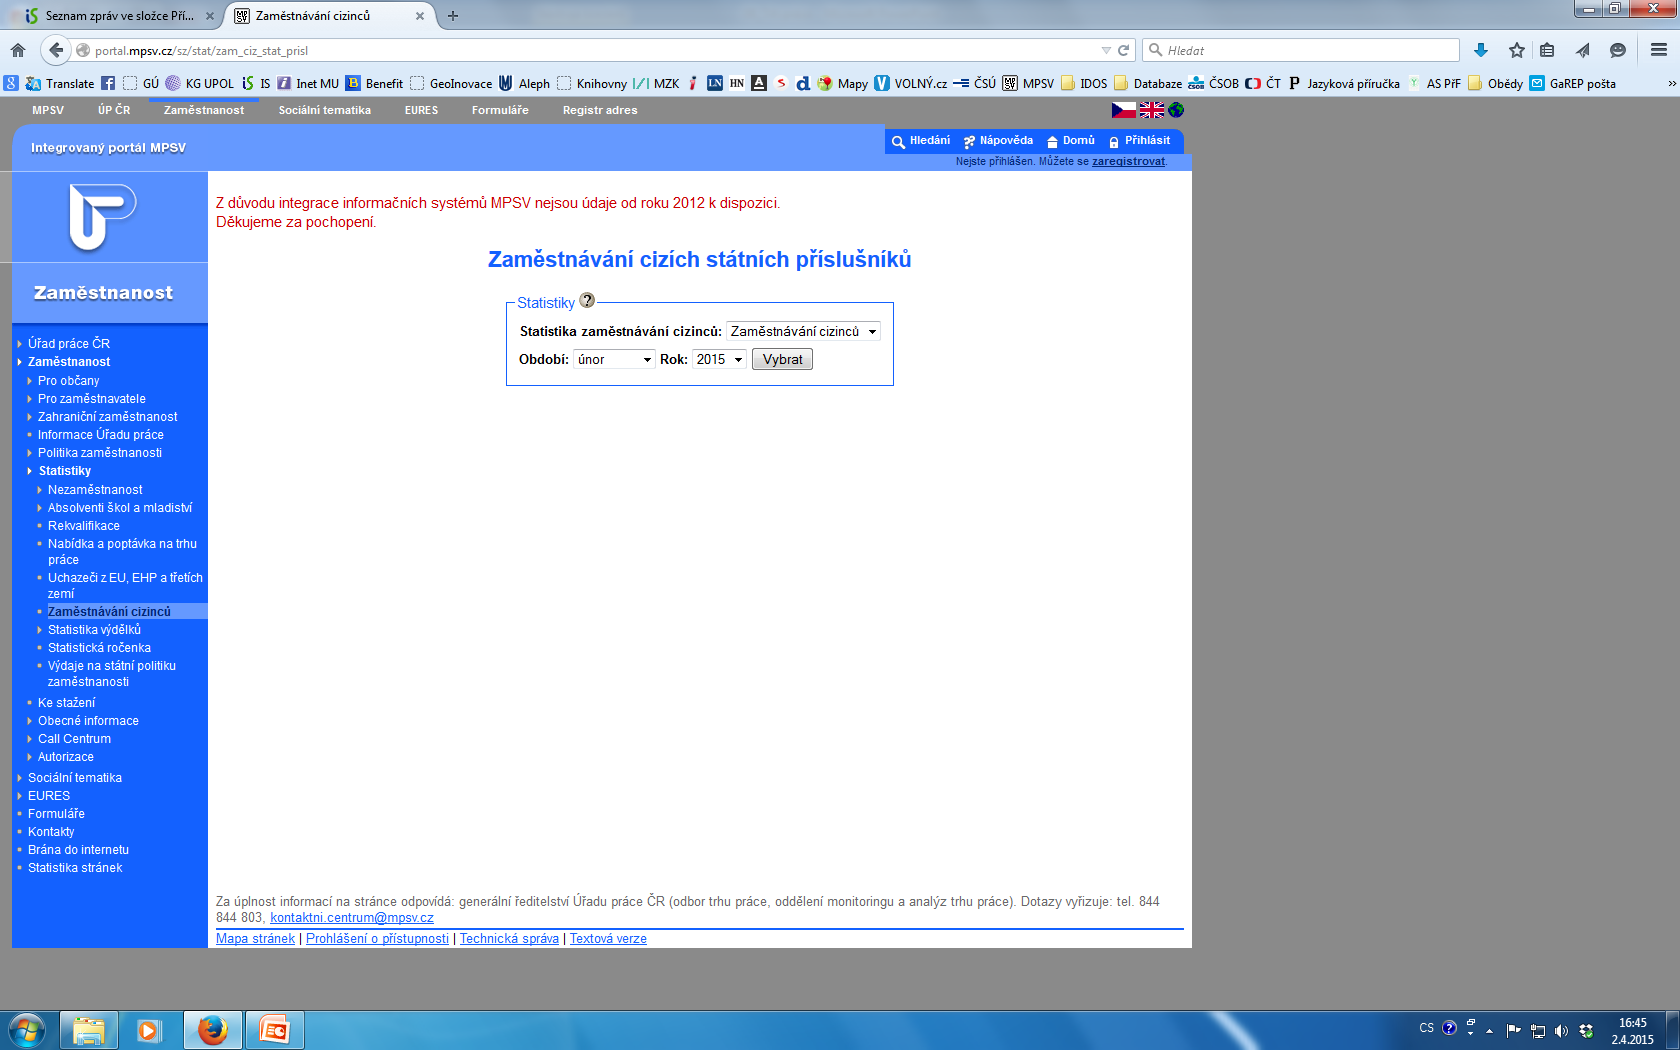 Seznam zpráv ve složce Pří...
Zaměstnávání cizinců
portal.mpsv.cz/sz/stat/zam_ciz_stat_prisl
Hledat
Translate GÚ KG UPOL IS Inet MU Benefit GeoInovace Aleph Knihovny MZK LN HN Mapy VOLNÝ.cz ČSÚ MPSV IDOS Databaze ČSOB ČT Jazyková příručka AS PřF Obědy GaREP pošta
MPSV ÚP ČR Zaměstnanost Sociální tematika EURES Formuláře Registr adres
Integrovaný portál MPSV
Hledání Nápověda Domů Přihlásit
Nejste přihlášen. Můžete se zaregistrovat.
Zaměstnanost
Úřad práce ČR
Zaměstnanost
Pro občany
Pro zaměstnavatele
Zahraniční zaměstnanost
Informace Úřadu práce
Politika zaměstnanosti
Statistiky
Nezaměstnanost
Absolventi škol a mladiství
Rekvalifikace
Nabídka a poptávka na trhu
práce
Uchazeči z EU, EHP a třetích
zemí
Zaměstnávání cizinců
Statistika výdělků
Statistická ročenka
Výdaje na státní politiku
zaměstnanosti
Ke stažení
Obecné informace
Call Centrum
Autorizace
Sociální tematika
EURES
Formuláře
Kontakty
Brána do internetu
Statistika stránek
Z důvodu integrace informačních systémů MPSV nejsou údaje od roku 2012 k dispozici.
Děkujeme za pochopení.
Zaměstnávání cizích státních příslušníků
Statistiky ?
Statistika zaměstnávání cizinců: Zaměstnávání cizinců
Období: únor Rok: 2015 Vybrat
Za úplnost informací na stránce odpovídá: generální ředitelství Úřadu práce ČR (odbor trhu práce, oddělení monitoringu a analýz trhu práce). Dotazy vyřizuje: tel. 844
844 803, kontaktni.centrum@mpsv.cz
Mapa stránek | Prohlášení o přístupnosti | Technická správa | Textová verze
CS
16:45
2.4.2015